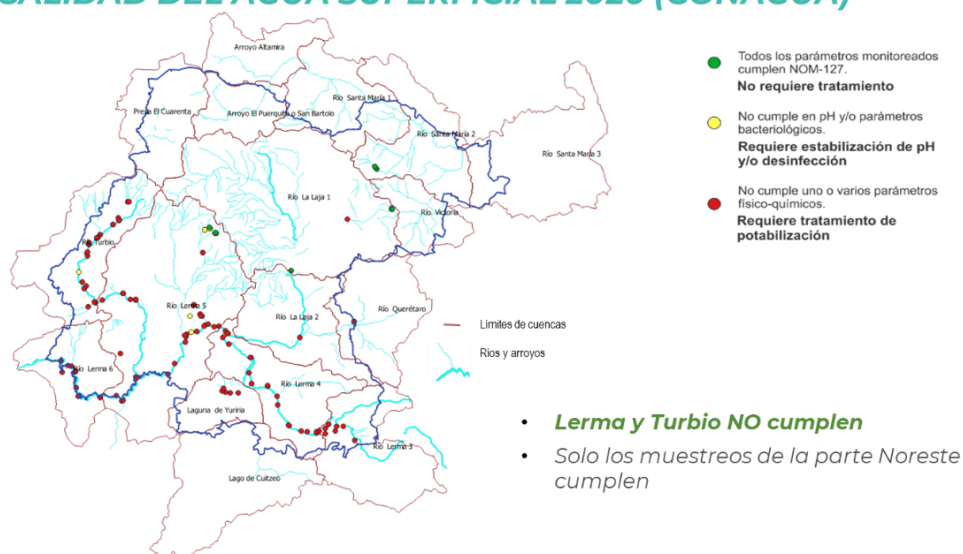 CALIDAD DEL AGUA SUPERFICIAL 2020 (CONAGUA)
Arroyo Altamira
Presa El Cuarenta
Arroyo El Puerquito o San Bartolo
Río Santa María 1
Río Santa María 2
Río Santa María 3
Río La Laja 1
Río Victoria
Río Turbio
Río Lerma 5
Río La Laja 2
Río Querétaro
Río Lerma 6
Río Lerma 4
Laguna de Yuriria
Río Lerma 3
Lago de Cuitzeo
Todos los parámetros monitoreados
cumplen NOM-127.
No requiere tratamiento
No cumple en pH y/o parámetros
bacteriológicos.
Requiere estabilización de pH
y/o desinfección
No cumple uno o varios parámetros
físico-químicos.
Requiere tratamiento de
potabilización
Limites de cuencas
Rios y arroyos
• Lerma y Turbio NO cumplen
• Solo los muestreos de la parte Noreste
cumplen